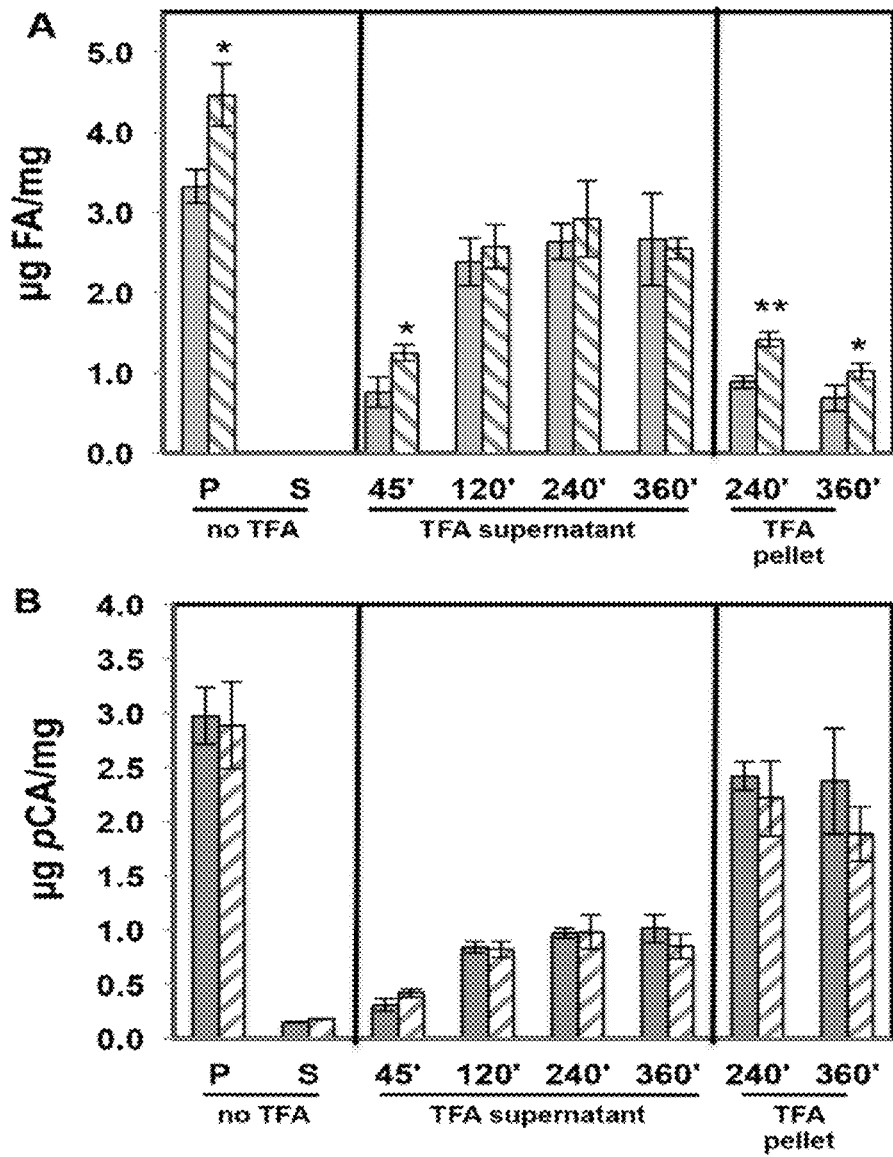 A
µg FA/mg
5.0
4.0
3.0
2.0
1.0
0.0
*
*
**
*
P S 45' 120' 240' 360' 240' 360'
no TFA TFA supernatant TFA
pellet
B
µg pCA/mg
4.0
3.5
3.0
2.5
2.0
1.5
1.0
0.5
0.0
P S 45' 120' 240' 360' 240' 360'
no TFA TFA supernatant TFA
pellet